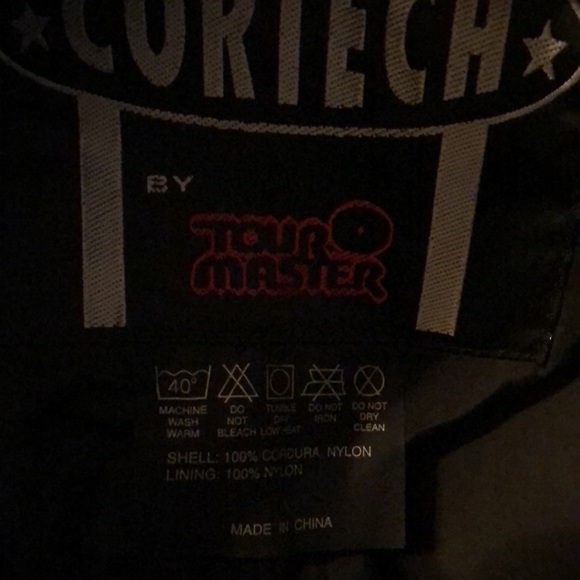 CORTECH
BY
TOUR
MASTER
40°
MACHINE WASH WARM
DO NOT BLEACH
TUMBLE DRY LOW HEAT
DO NOT IRON
DO NOT DRY CLEAN
SHELL: 100% CORDURA NYLON
LINING: 100% NYLON
MADE IN CHINA